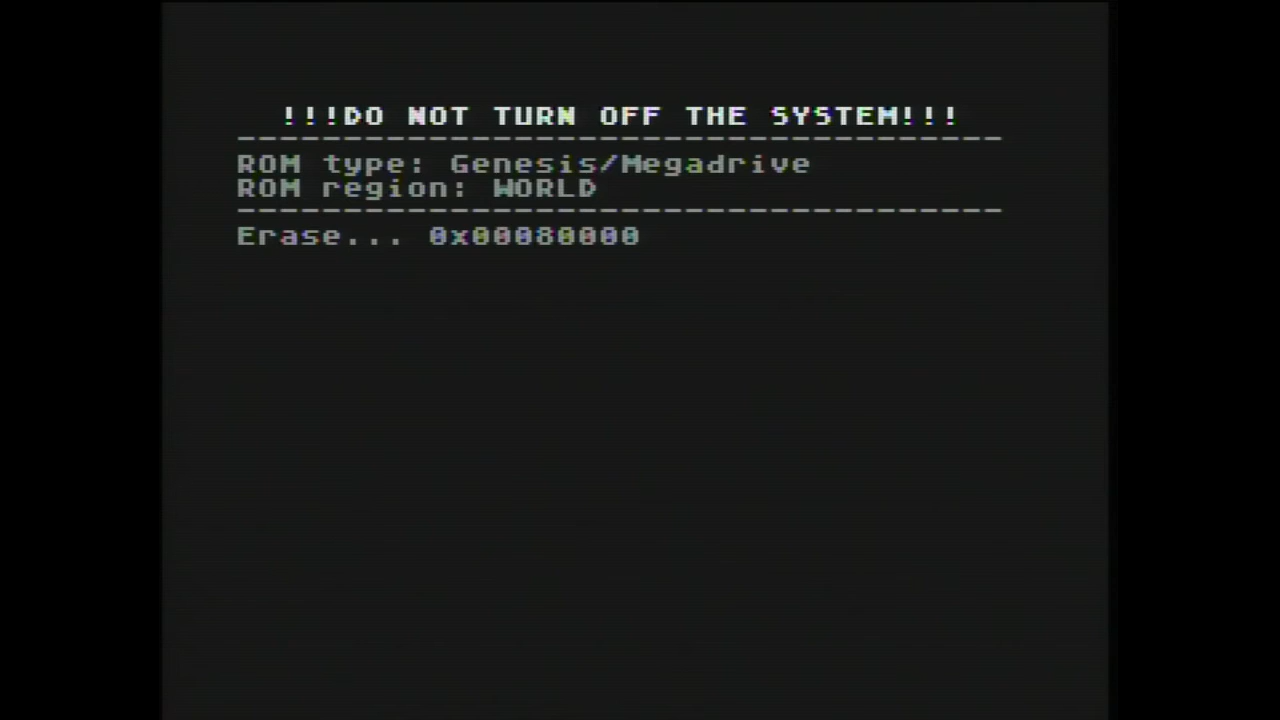 !!!DO NOT TURN OFF THE SYSTEM!!!
------------------------------------
ROM type: Genesis/Megadrive
ROM region: WORLD
------------------------------------
Erase... 0x00080000